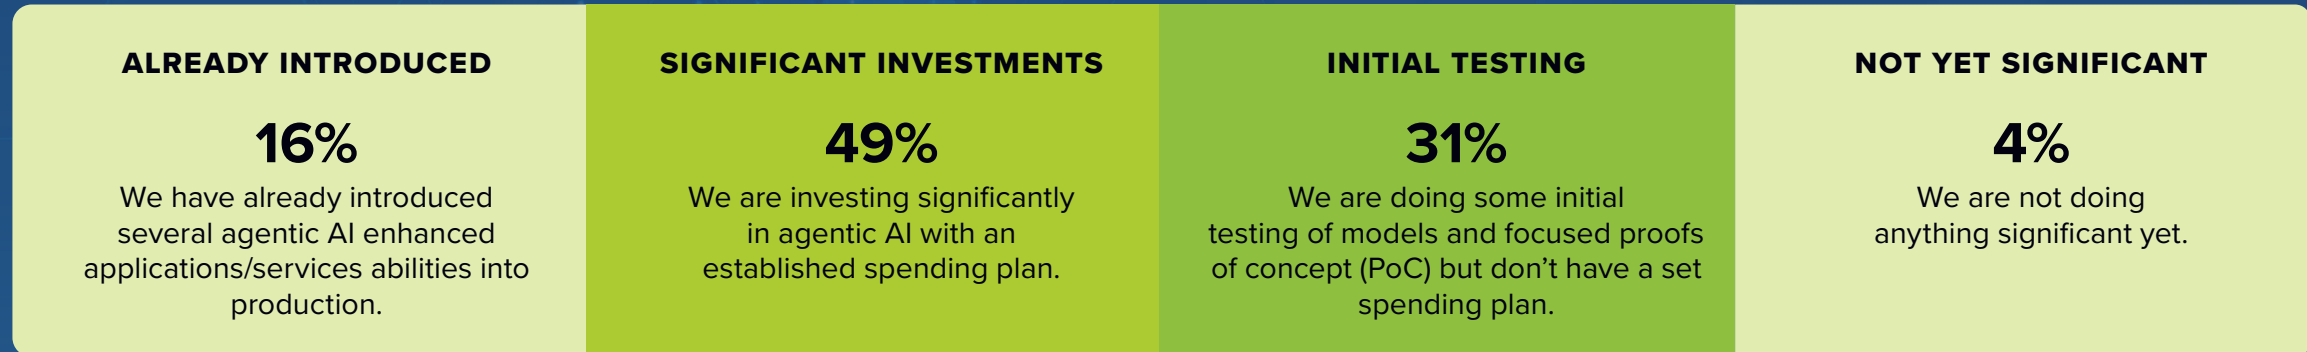 ALREADY INTRODUCED
16%
We have already introduced
several agentic AI enhanced
applications/services abilities into
production.
SIGNIFICANT INVESTMENTS
49%
We are investing significantly
in agentic AI with an
established spending plan.
INITIAL TESTING
31%
We are doing some initial
testing of models and focused proofs
of concept (PoC) but don’t have a set
spending plan.
NOT YET SIGNIFICANT
4%
We are not doing
anything significant yet.